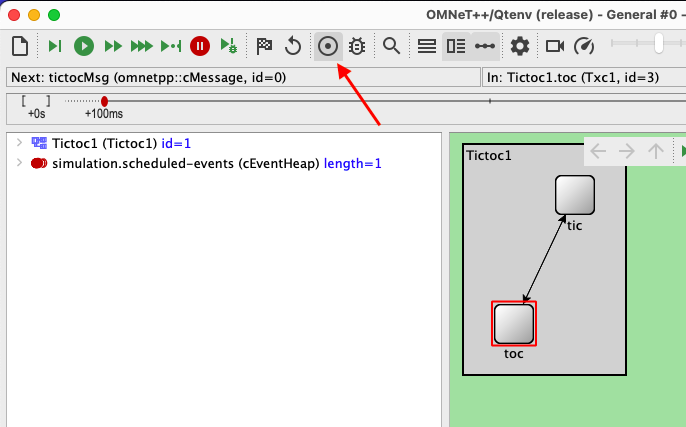 OMNeT++/Qtenv (release) – General #0 –
Next: tictocMsg (omnetpp::cMessage, id=0)
In: Tictoc1.toc (Txc1, id=3)
[ ]
+0s
+100ms
Tictoc1 (Tictoc1) id=1
simulation.scheduled-events (cEventHeap) length=1
Tictoc1
tic
toc